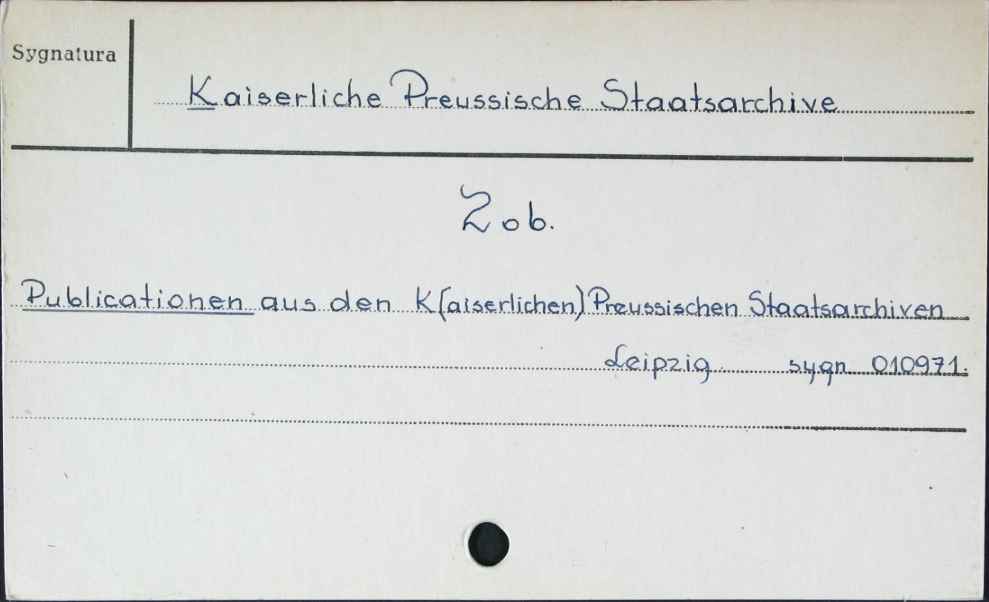 Sygnatura
Kaiserliche Preussische Staatsarchive
Zob.
Publicationen aus den K(aiserlichen) Preussischen Staatsarchiven
Leipzig sygn. 010971.